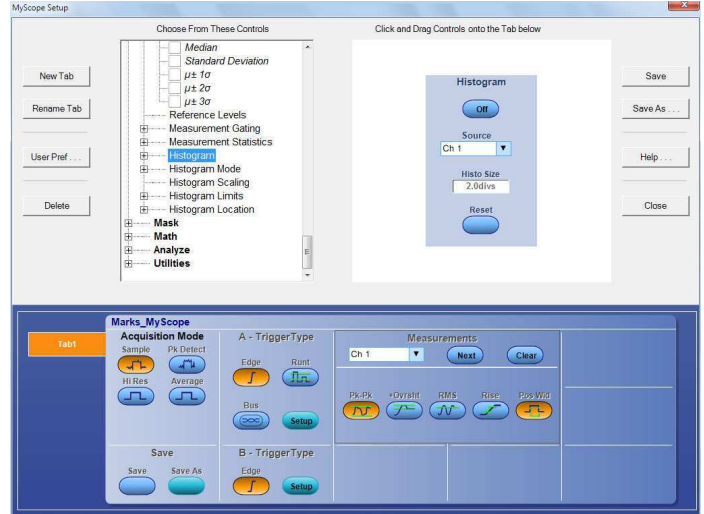 MyScope Setup
Choose From These Controls
Click and Drag Controls onto the Tab below
New Tab
Rename Tab
User Pref . . .
Delete
Median
Standard Deviation
µ± 1σ
µ± 2σ
µ± 3σ
Reference Levels
Measurement Gating
Measurement Statistics
Histogram
Histogram Mode
Histogram Scaling
Histogram Limits
Histogram Location
Mask
Math
Analyze
Utilities
Histogram
Off
Source
Ch 1
Histo Size
2.0divs
Reset
Save
Save As . . .
Help . . .
Close
Tab1
Marks_MyScope
Acquisition Mode
Sample Pk Detect
Hi Res Average
Save
Save Save As
A - TriggerType
Edge Runt
Bus
Setup
B - TriggerType
Edge
Setup
Measurements
Ch 1 Next Clear
Pk-Pk +Ovrsht RMS Rise Pos Wid